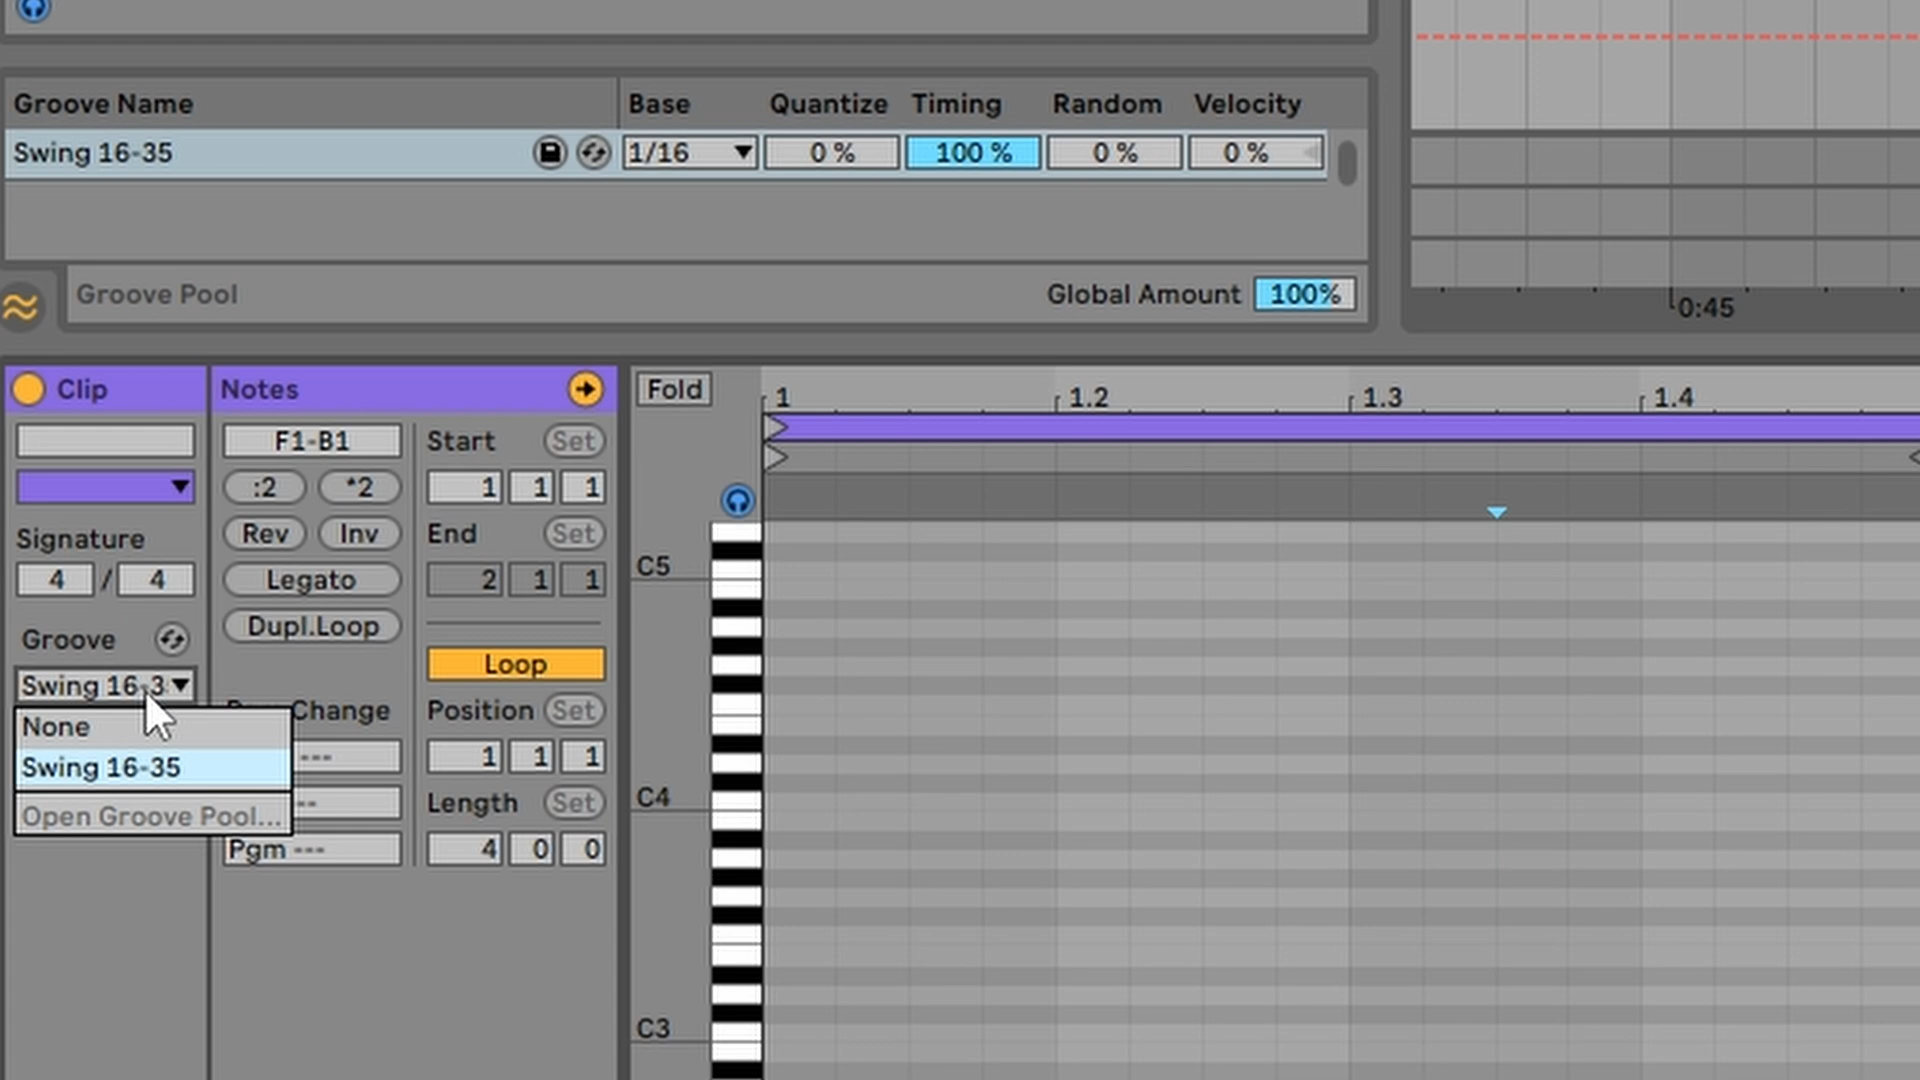 Groove Name Base Quantize Timing Random Velocity
Swing 16-35 1/16 0 % 100 % 0 % 0 %
Groove Pool Global Amount 100%
0:45
Clip Notes Fold 1 1.2 1.3 1.4
F1-B1 Start Set
:2 *2 1 1 1
Signature Rev Inv End Set
4 / 4 Legato 2 1 1
C5
Groove Dupl.Loop
Swing 16-3 Loop
None Change Position Set
Swing 16-35 --- 1 1 1
Open Groove Pool... -- Length Set
C4
Pgm --- 4 0 0
C3